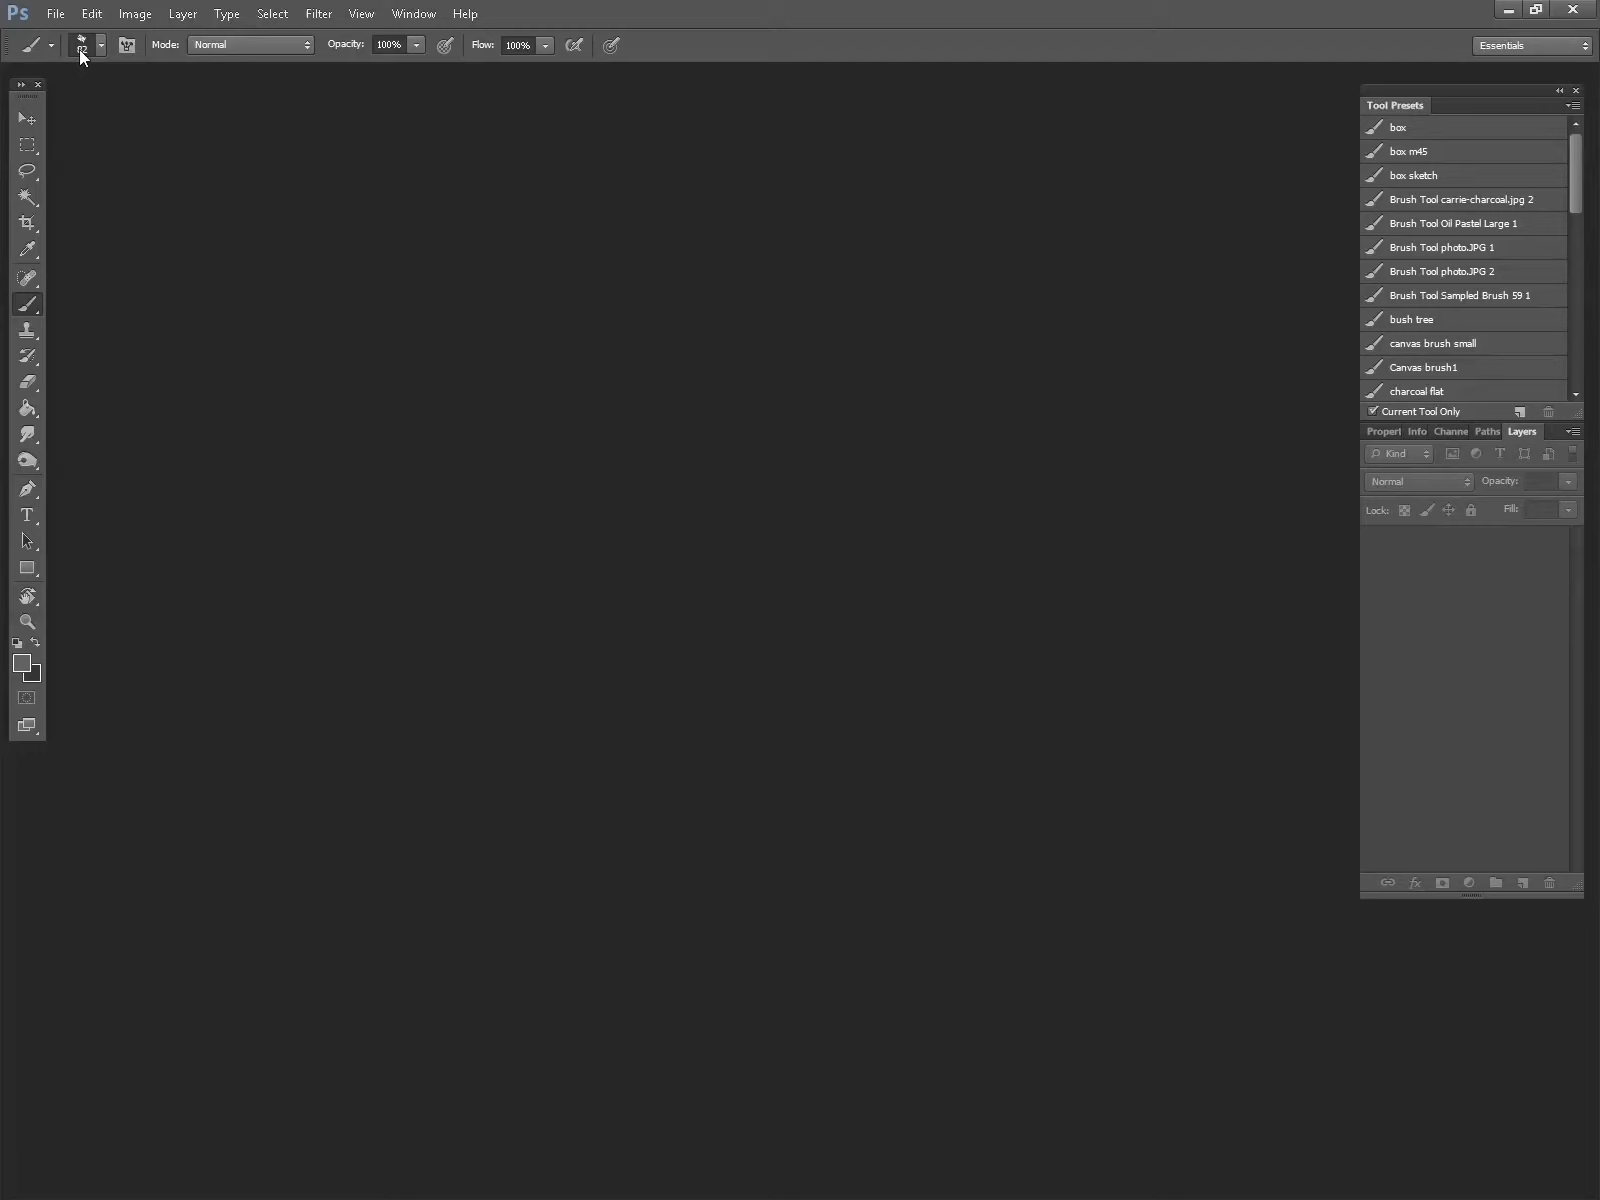 Ps File Edit Image Layer Type Select Filter View Window Help
Mode: Normal Opacity: 100% Flow: 100% Essentials
Tool Presets
box
box m45
box sketch
Brush Tool carrie-charcoal.jpg 2
Brush Tool Oil Pastel Large 1
Brush Tool photo.JPG 1
Brush Tool photo.JPG 2
Brush Tool Sampled Brush 59 1
bush tree
canvas brush small
Canvas brush1
charcoal flat
Current Tool Only
Propert Info Channe Paths Layers
Kind
Normal Opacity:
Lock: Fill: